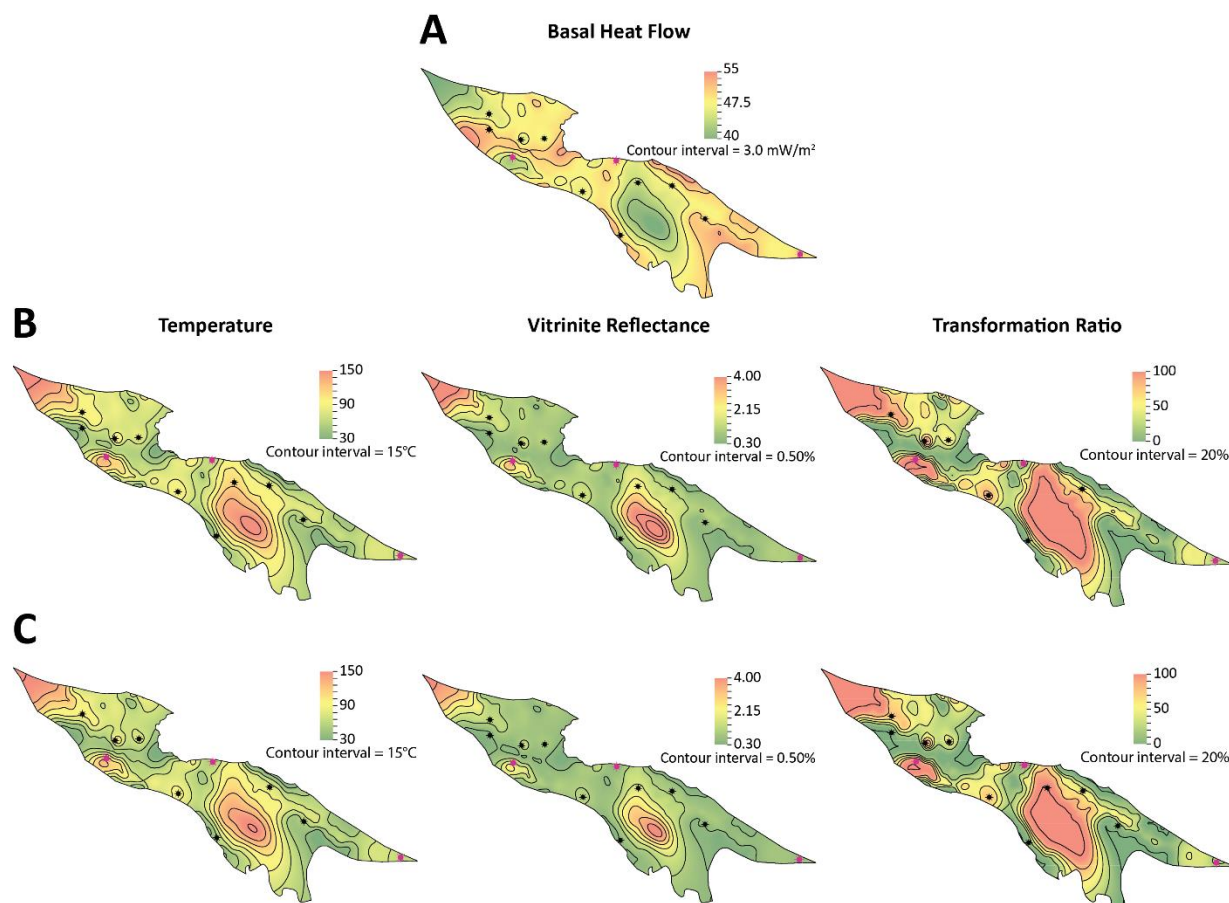 A
Basal Heat Flow
55
47.5
40
Contour interval = 3.0 mW/m²
B
Temperature
Vitrinite Reflectance
Transformation Ratio
150
90
30
Contour interval = 15°C
4.00
2.15
0.30
Contour interval = 0.50%
100
50
0
Contour interval = 20%
C
150
90
30
Contour interval = 15°C
4.00
2.15
0.30
Contour interval = 0.50%
100
50
0
Contour interval = 20%